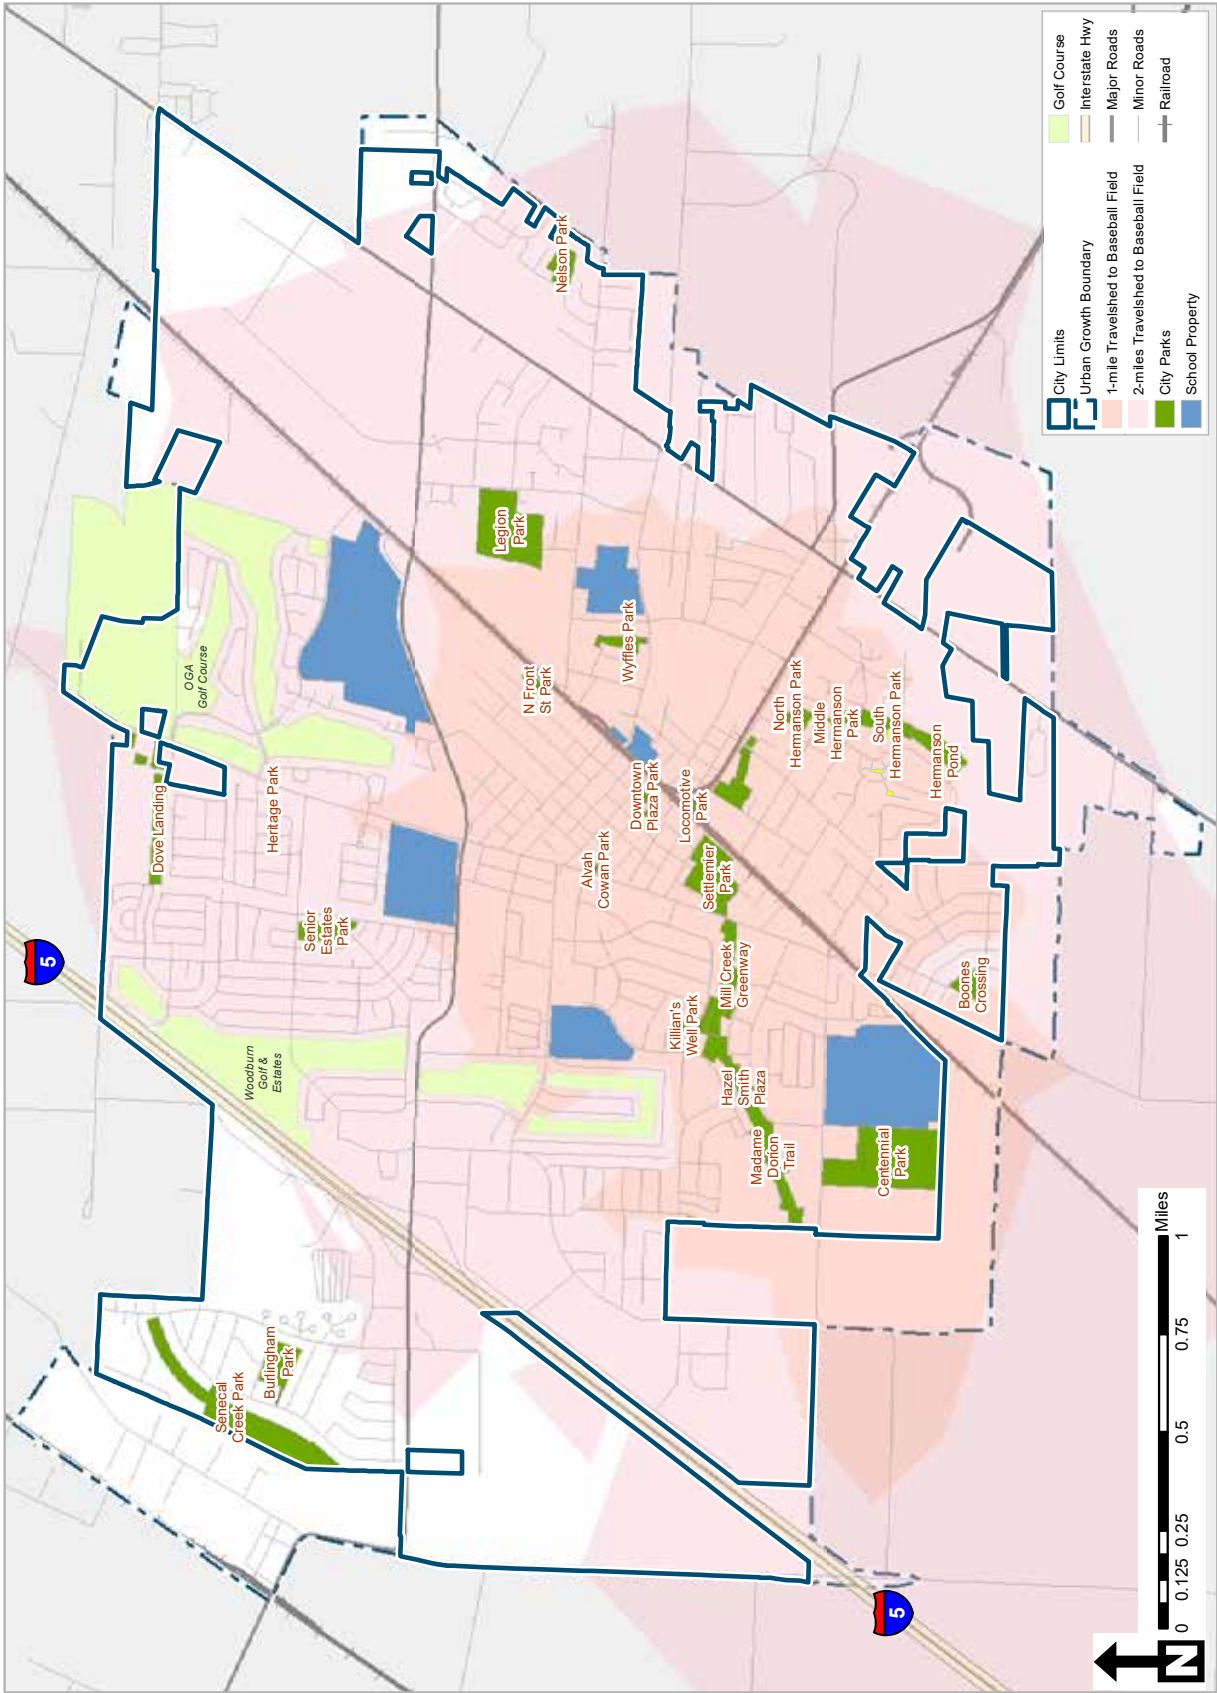 5
Dove Landing
OGA
Golf Course
Heritage Park
Senior
Estates
Park
Woodburn
Golf &
Estates
Senecal
Creek Park
Burlingham
Park
Nelson Park
Legion
Park
N Front
St Park
Wyffles Park
Alvah
Cowan Park
Downtown
Plaza Park
Locomotive
Park
Settlemier
Park
Killian's
Well Park
Mill Creek
Greenway
Hazel
Smith
Plaza
Madame
Dorion
Trail
North
Hermanson Park
Middle
Hermanson
Park
South
Hermanson Park
Hermanson
Pond
Centennial
Park
Boones
Crossing
5
City Limits
Urban Growth Boundary
1-mile Travelshed to Baseball Field
2-miles Travelshed to Baseball Field
City Parks
School Property
Golf Course
Interstate Hwy
Major Roads
Minor Roads
Railroad
N
Miles
0 0.125 0.25 0.5 0.75 1